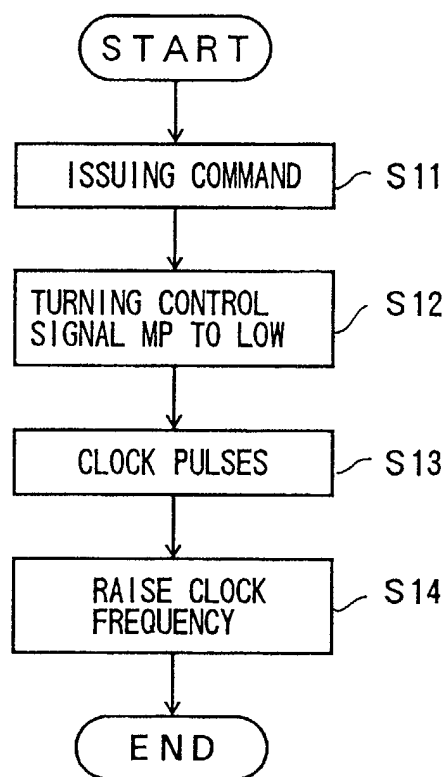 START
ISSUING COMMAND
S11
TURNING CONTROL
SIGNAL MP TO LOW
S12
CLOCK PULSES
S13
RAISE CLOCK
FREQUENCY
S14
END